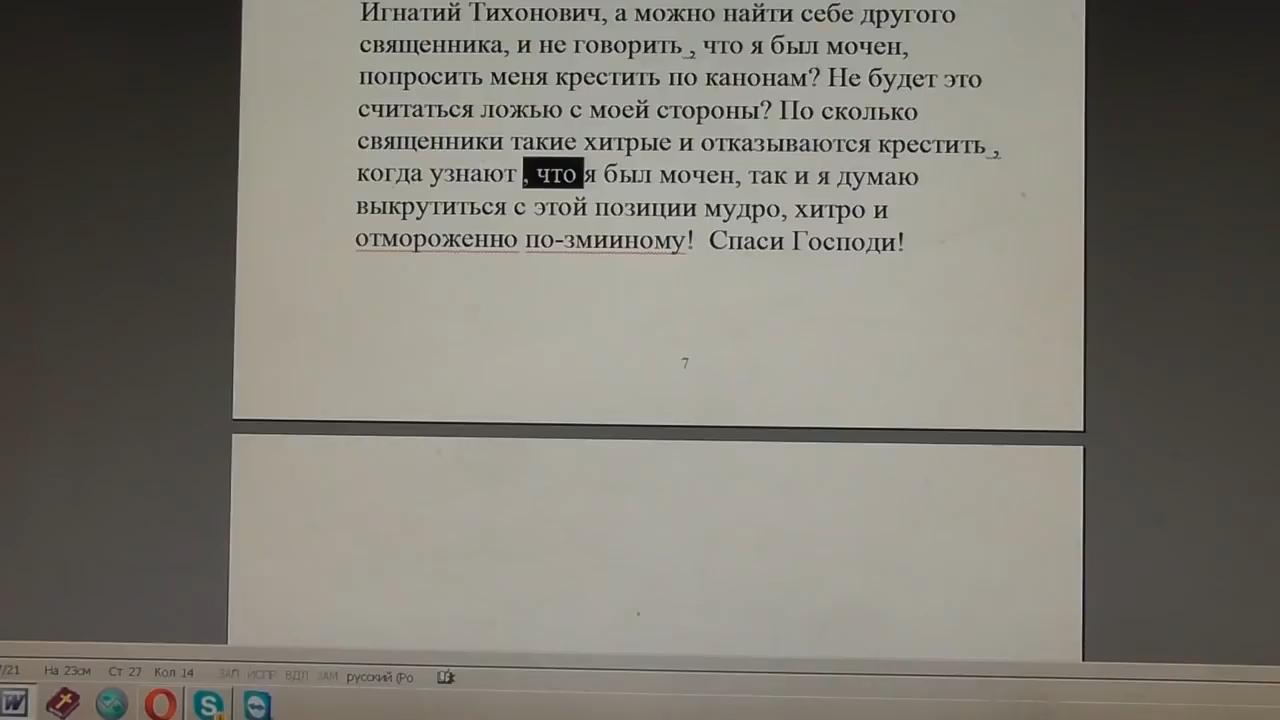 Игнатий Тихонович, а можно найти себе другого
священника, и не говорить , что я был мочен,
попросить меня крестить по канонам? Не будет это
считаться ложью с моей стороны? По сколько
священники такие хитрые и отказываются крестить ,
когда узнают , что я был мочен, так и я думаю
выкрутиться с этой позиции мудро, хитро и
отмороженно по-змииному! Спаси Господи!
7
/21 На 23см Ст 27 Кол 14 ЗАП ИСПР ВДЛ ЗАМ русский (Ро